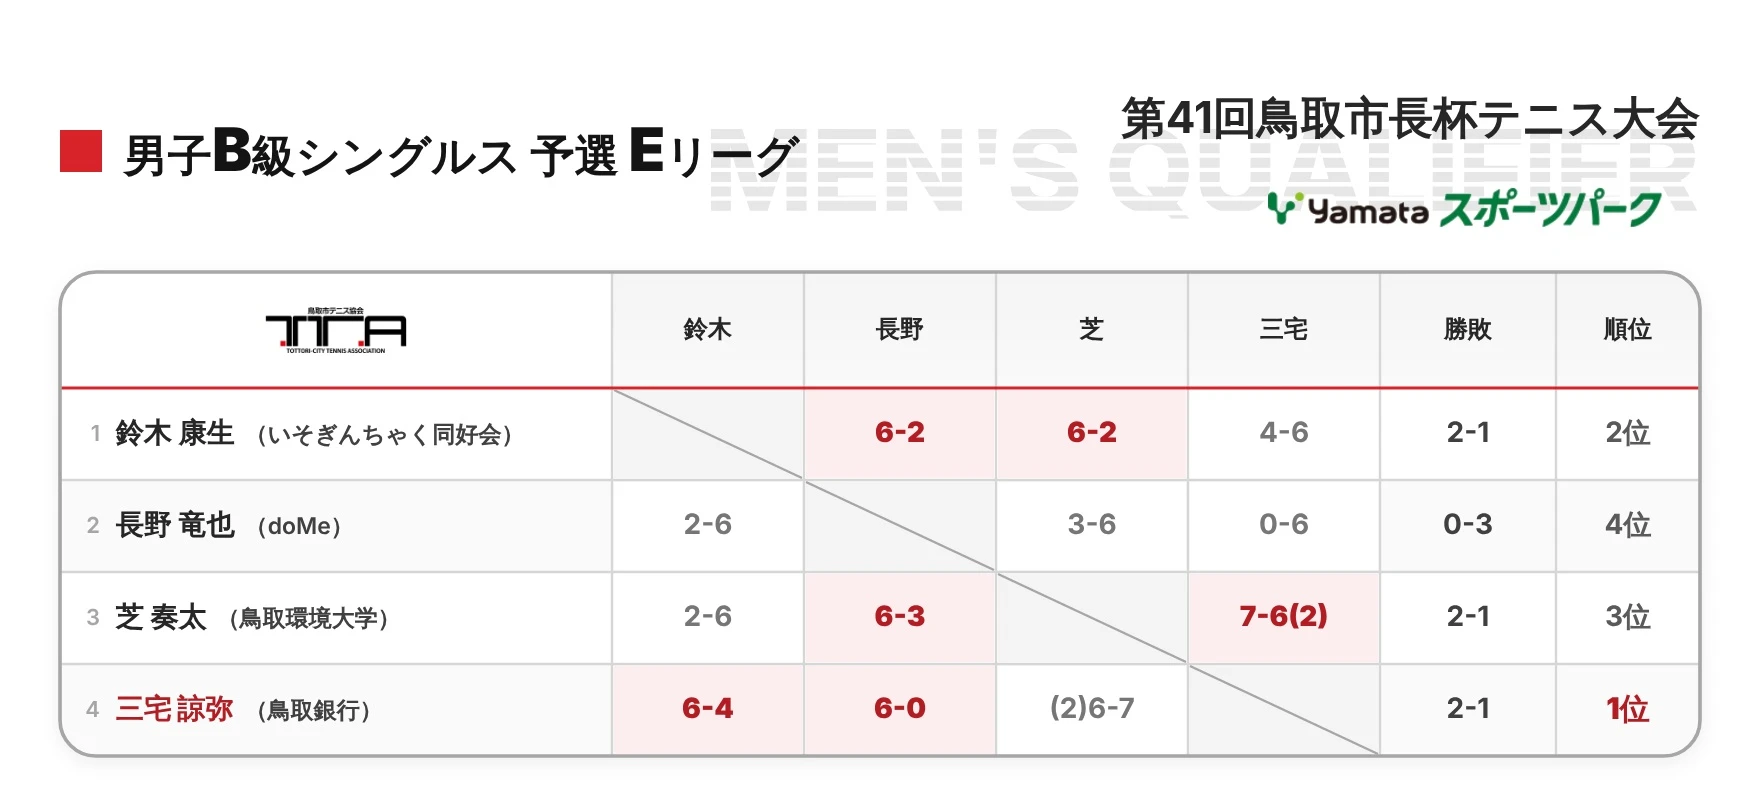 第41回鳥取市長杯テニス大会
男子B級シングルス 予選 Eリーグ
MEN'S QUALIFIER
Yamata スポーツパーク
鳥取市テニス協会
TTA
TOTTORI-CITY TENNIS ASSOCIATION
鈴木 長野 芝 三宅 勝敗 順位
1 鈴木 康生 （いそぎんちゃく同好会） 6-2 6-2 4-6 2-1 2位
2 長野 竜也 （doMe） 2-6 3-6 0-6 0-3 4位
3 芝 奏太 （鳥取環境大学） 2-6 6-3 7-6(2) 2-1 3位
4 三宅 諒弥 （鳥取銀行） 6-4 6-0 (2)6-7 2-1 1位